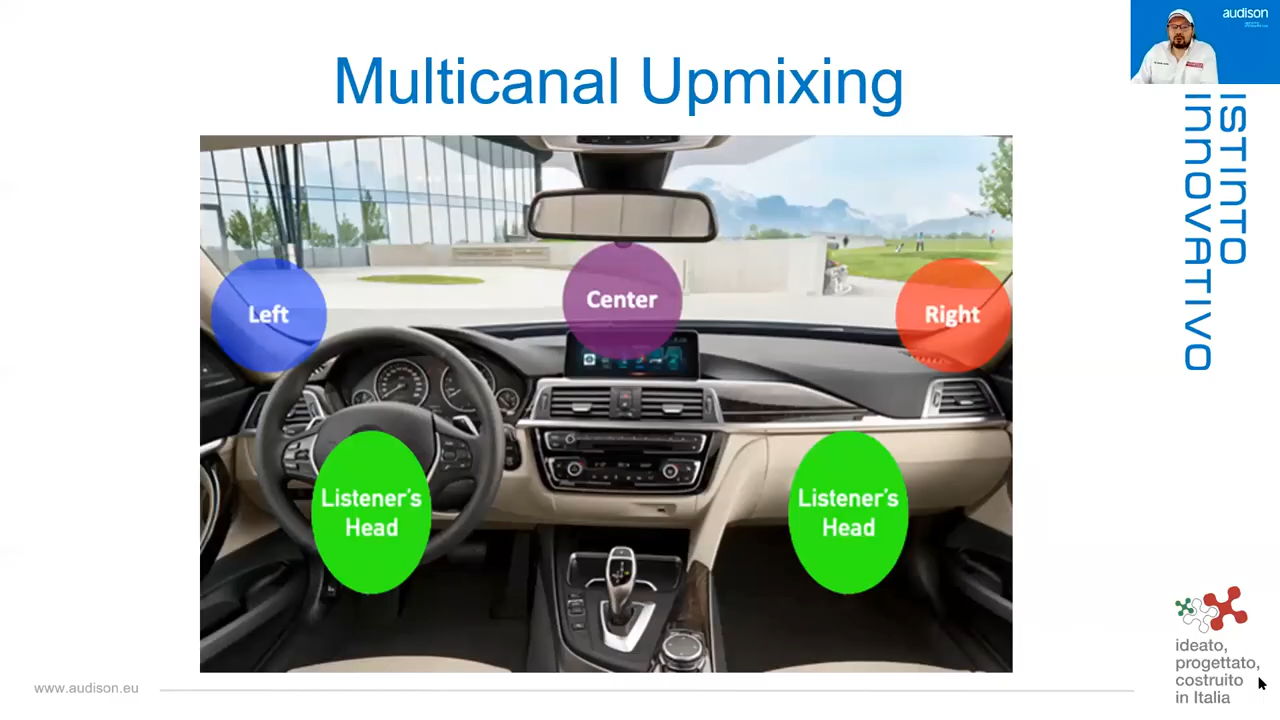 Multicanal Upmixing
audison
ISTINTO
INNOVATIVO
Left
Center
Right
Listener's
Head
Listener's
Head
www.audison.eu
ideato,
progettato,
costruito
in Italia